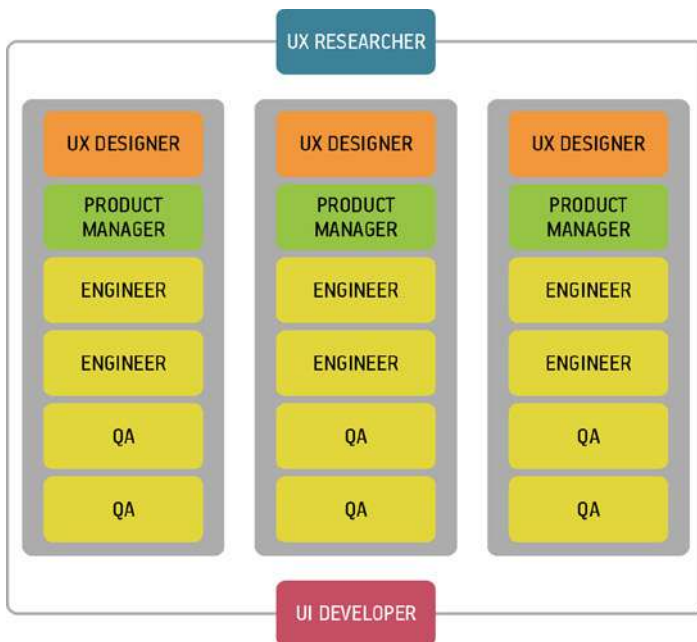 UX RESEARCHER
UX DESIGNER
PRODUCT
MANAGER
ENGINEER
ENGINEER
QA
QA
UX DESIGNER
PRODUCT
MANAGER
ENGINEER
ENGINEER
QA
QA
UX DESIGNER
PRODUCT
MANAGER
ENGINEER
ENGINEER
QA
QA
UI DEVELOPER